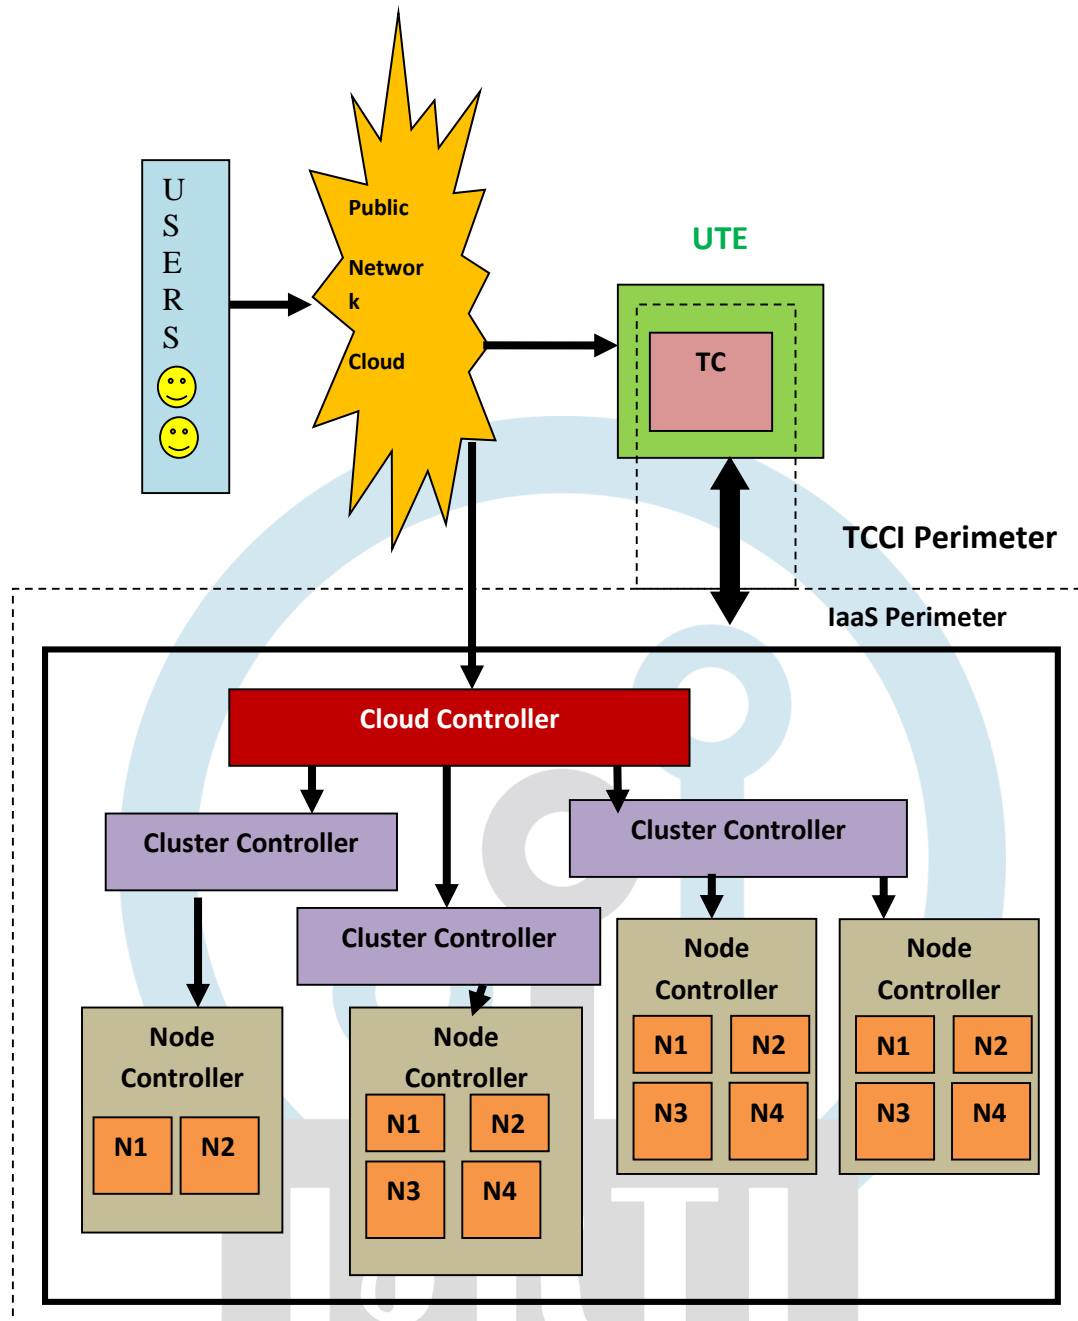 U
S
E
R
S
Public
Networ
k
Cloud
UTE
TC
TCCI Perimeter
IaaS Perimeter
Cloud Controller
Cluster Controller
Cluster Controller
Cluster Controller
Node
Controller
N1 N2
N3 N4
Node
Controller
N1 N2
N3 N4
Node
Controller
N1 N2
Node
Controller
N1 N2
N3 N4